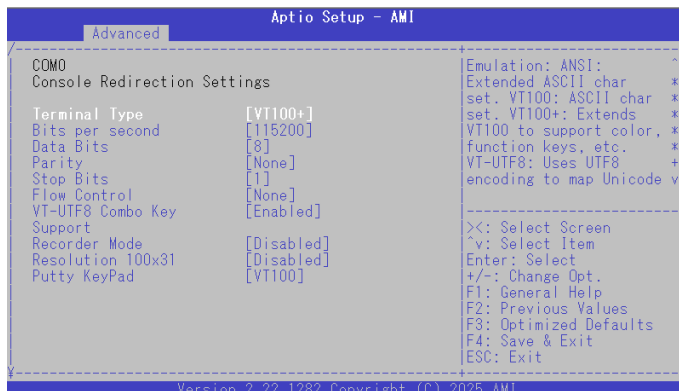 Aptio Setup - AMI
Advanced
COM0
Console Redirection Settings
Terminal Type [VT100+]
Bits per second [115200]
Data Bits [8]
Parity [None]
Stop Bits [1]
Flow Control [None]
VT-UTF8 Combo Key [Enabled]
Support
Recorder Mode [Disabled]
Resolution 100x31 [Disabled]
Putty KeyPad [VT100]
Emulation: ANSI: ^
Extended ASCII char *
set. VT100: ASCII char *
set. VT100+: Extends *
VT100 to support color, *
function keys, etc. *
VT-UTF8: Uses UTF8 +
encoding to map Unicode v
><: Select Screen
^v: Select Item
Enter: Select
+/-: Change Opt.
F1: General Help
F2: Previous Values
F3: Optimized Defaults
F4: Save & Exit
ESC: Exit
Version 2.22.1282 Copyright (C) 2025 AMI